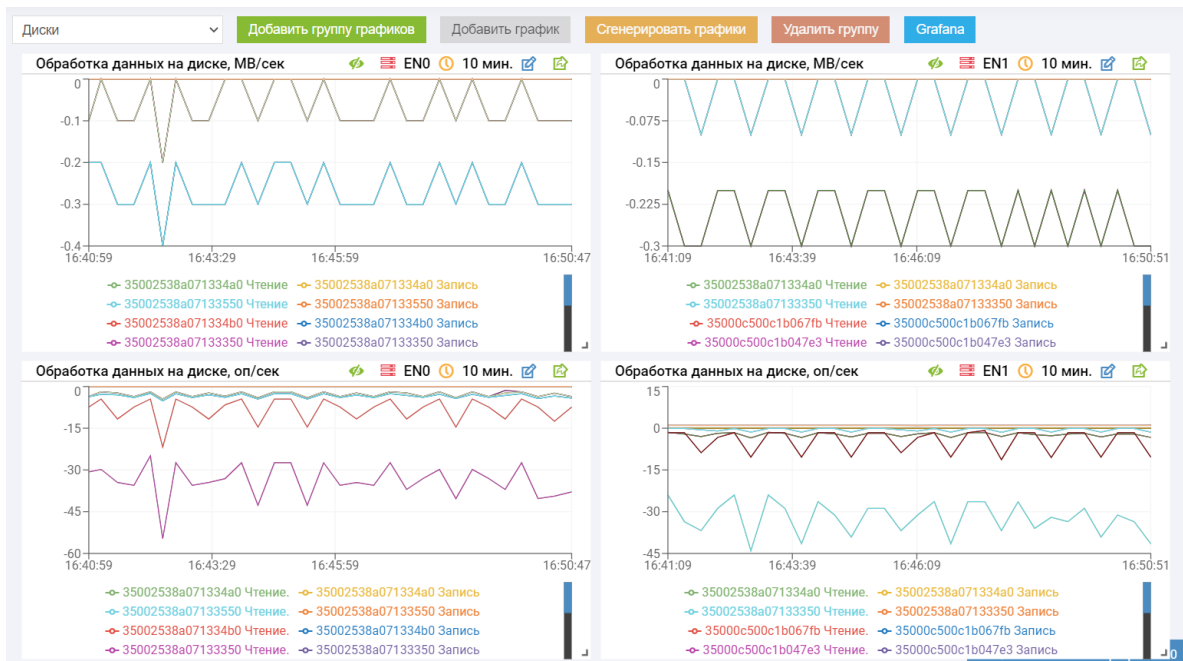 Диски Добавить группу графиков Добавить график Сгенерировать графики Удалить группу Grafana
Обработка данных на диске, MB/сек EN0 10 мин.
0
-0.1
-0.2
-0.3
-0.4
16:40:59 16:43:29 16:45:59 16:50:47
35002538a071334a0 Чтение 35002538a071334a0 Запись
35002538a07133550 Чтение 35002538a07133550 Запись
35002538a071334b0 Чтение 35002538a071334b0 Запись
35002538a07133350 Чтение 35002538a07133350 Запись
Обработка данных на диске, MB/сек EN1 10 мин.
0
-0.075
-0.15
-0.225
-0.3
16:41:09 16:43:39 16:46:09 16:50:51
35002538a071334a0 Чтение 35002538a071334a0 Запись
35002538a07133350 Чтение 35002538a07133350 Запись
35000c500c1b067fb Чтение 35000c500c1b067fb Запись
35000c500c1b047e3 Чтение 35000c500c1b047e3 Запись
Обработка данных на диске, оп/сек EN0 10 мин.
0
-15
-30
-45
-60
16:40:59 16:43:29 16:45:59 16:50:47
35002538a071334a0 Чтение. 35002538a071334a0 Запись
35002538a07133550 Чтение. 35002538a07133550 Запись
35002538a071334b0 Чтение. 35002538a071334b0 Запись
35002538a07133350 Чтение. 35002538a07133350 Запись
Обработка данных на диске, оп/сек EN1 10 мин.
15
0
-15
-30
-45
16:41:09 16:43:39 16:46:09 16:50:51
35002538a071334a0 Чтение. 35002538a071334a0 Запись
35002538a07133350 Чтение. 35002538a07133350 Запись
35000c500c1b067fb Чтение. 35000c500c1b067fb Запись
35000c500c1b047e3 Чтение. 35000c500c1b047e3 Запись
0